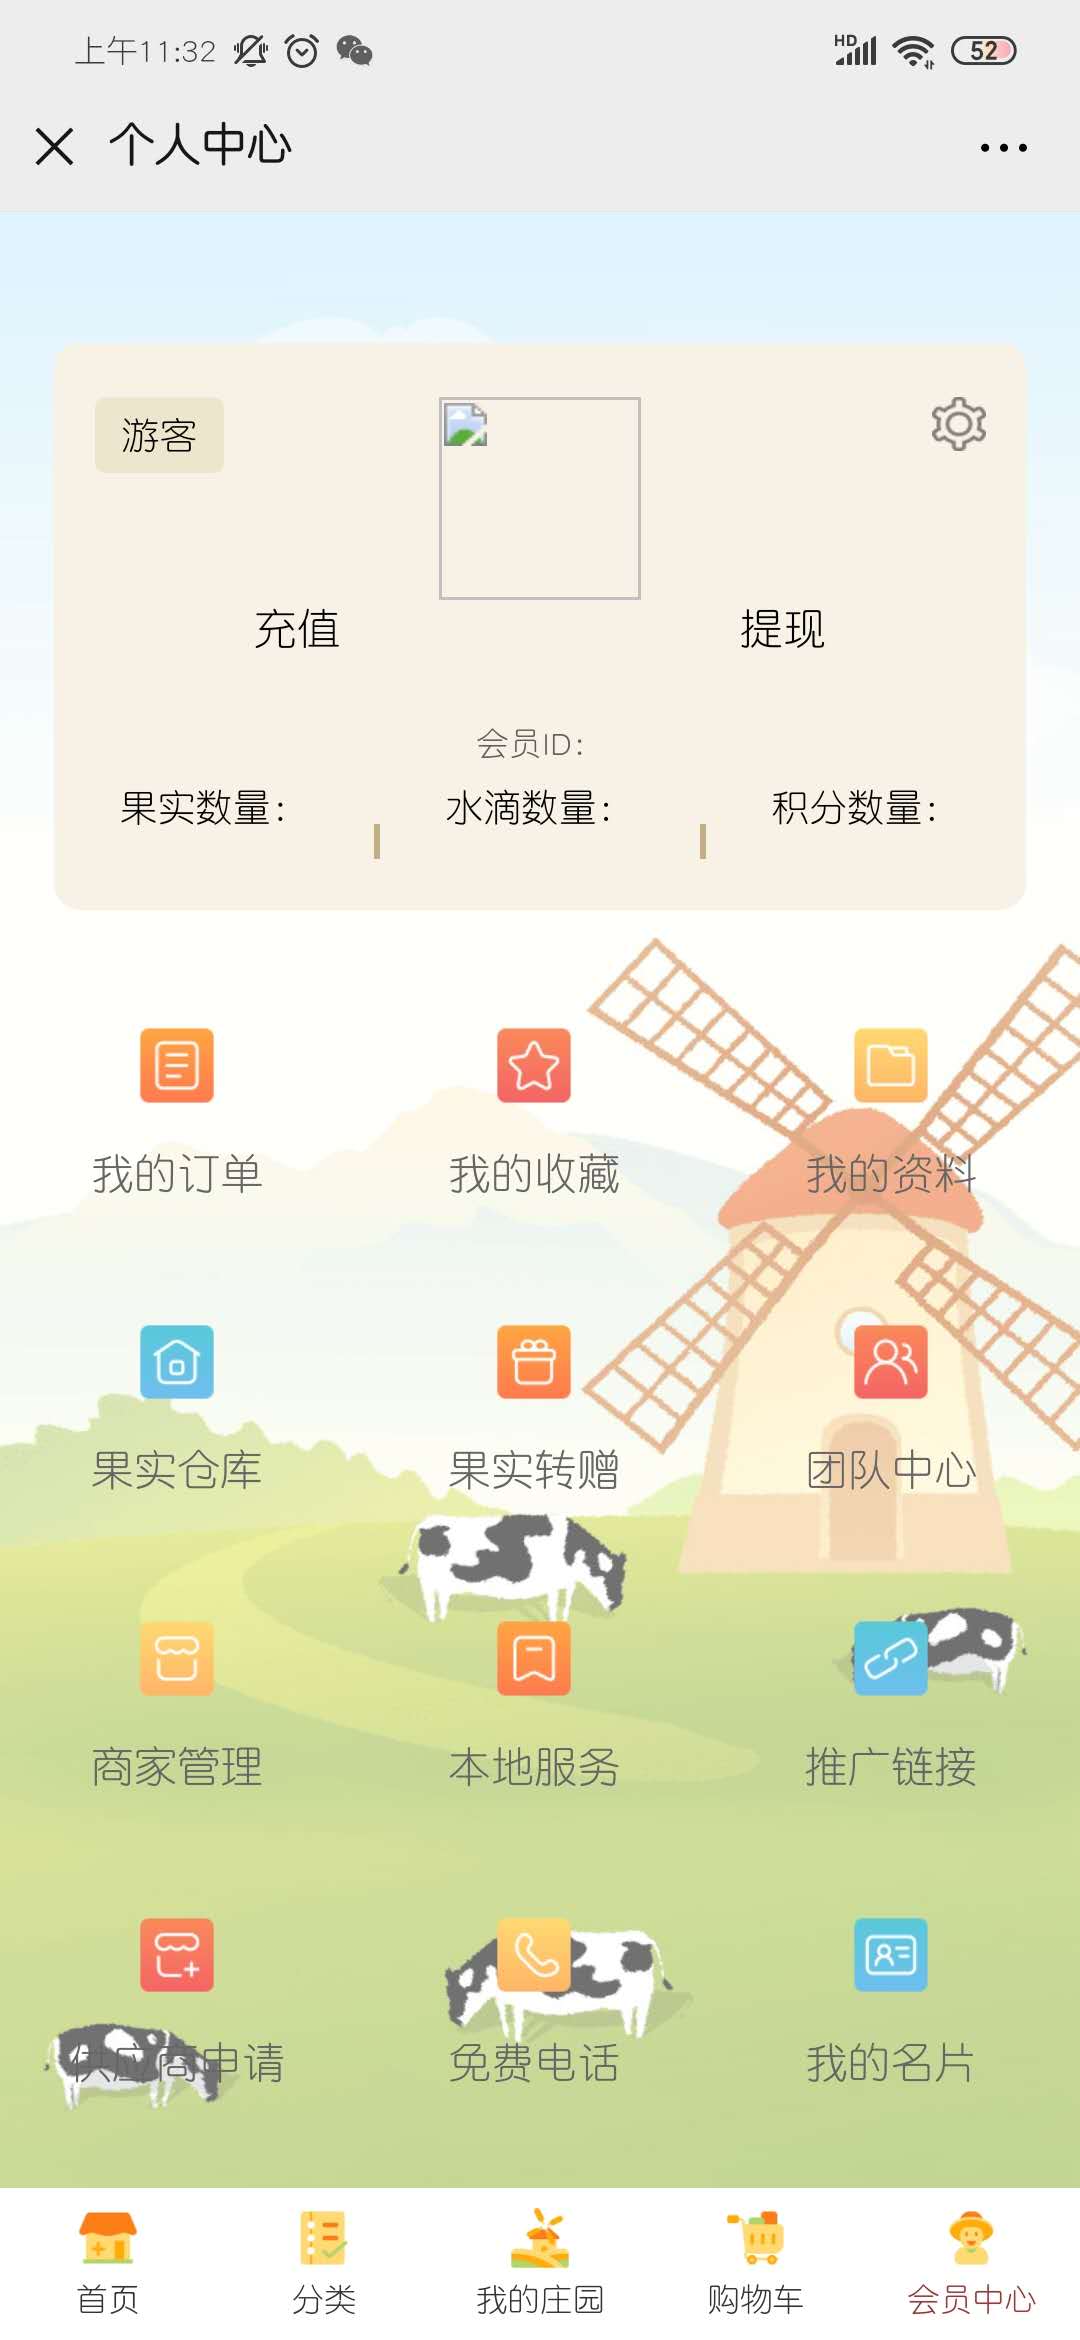 上午11:32
HD
52
个人中心
游客
充值
提现
会员ID：
果实数量：
水滴数量：
积分数量：
我的订单
我的收藏
我的资料
果实仓库
果实转赠
团队中心
商家管理
本地服务
推广链接
供应商申请
免费电话
我的名片
首页
分类
我的庄园
购物车
会员中心